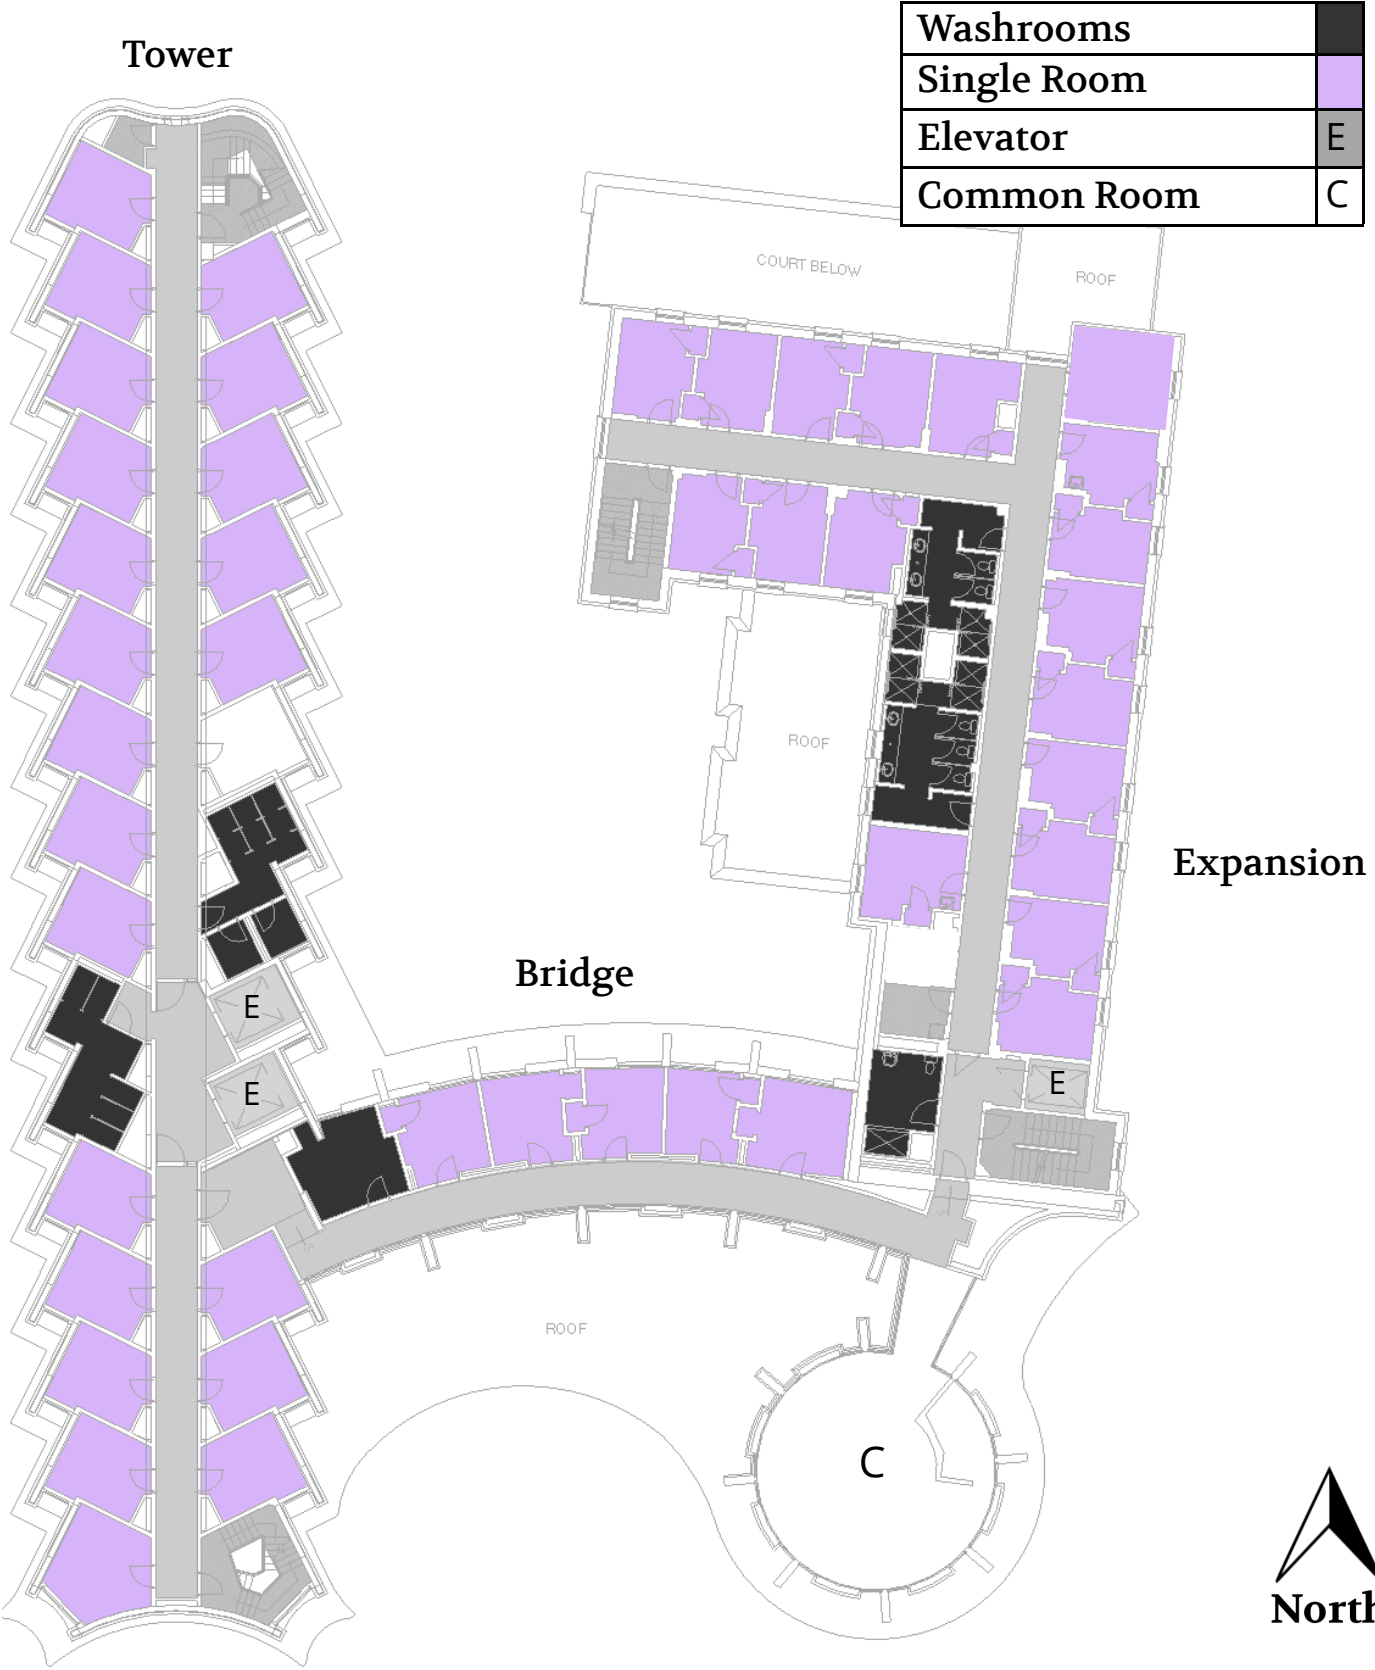 Washrooms
Single Room
Elevator E
Common Room C
Tower
COURT BELOW
ROOF
ROOF
Expansion
Bridge
E
E
E
ROOF
C
North